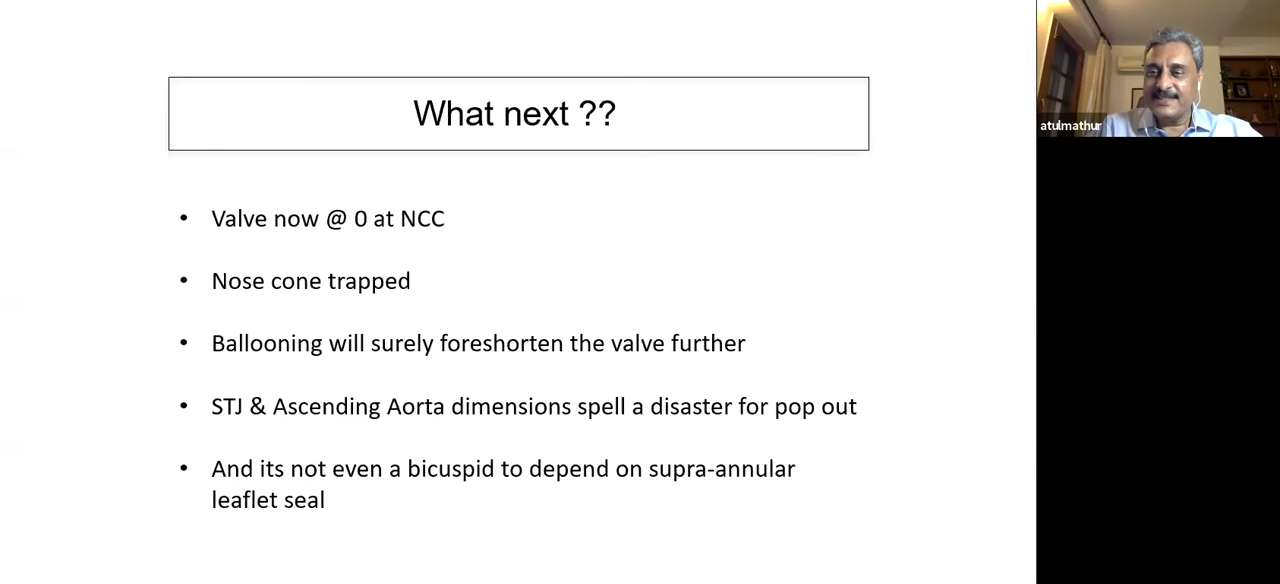 What next ??
atulmathur
• Valve now @ 0 at NCC
• Nose cone trapped
• Ballooning will surely foreshorten the valve further
• STJ & Ascending Aorta dimensions spell a disaster for pop out
• And its not even a bicuspid to depend on supra-annular
leaflet seal